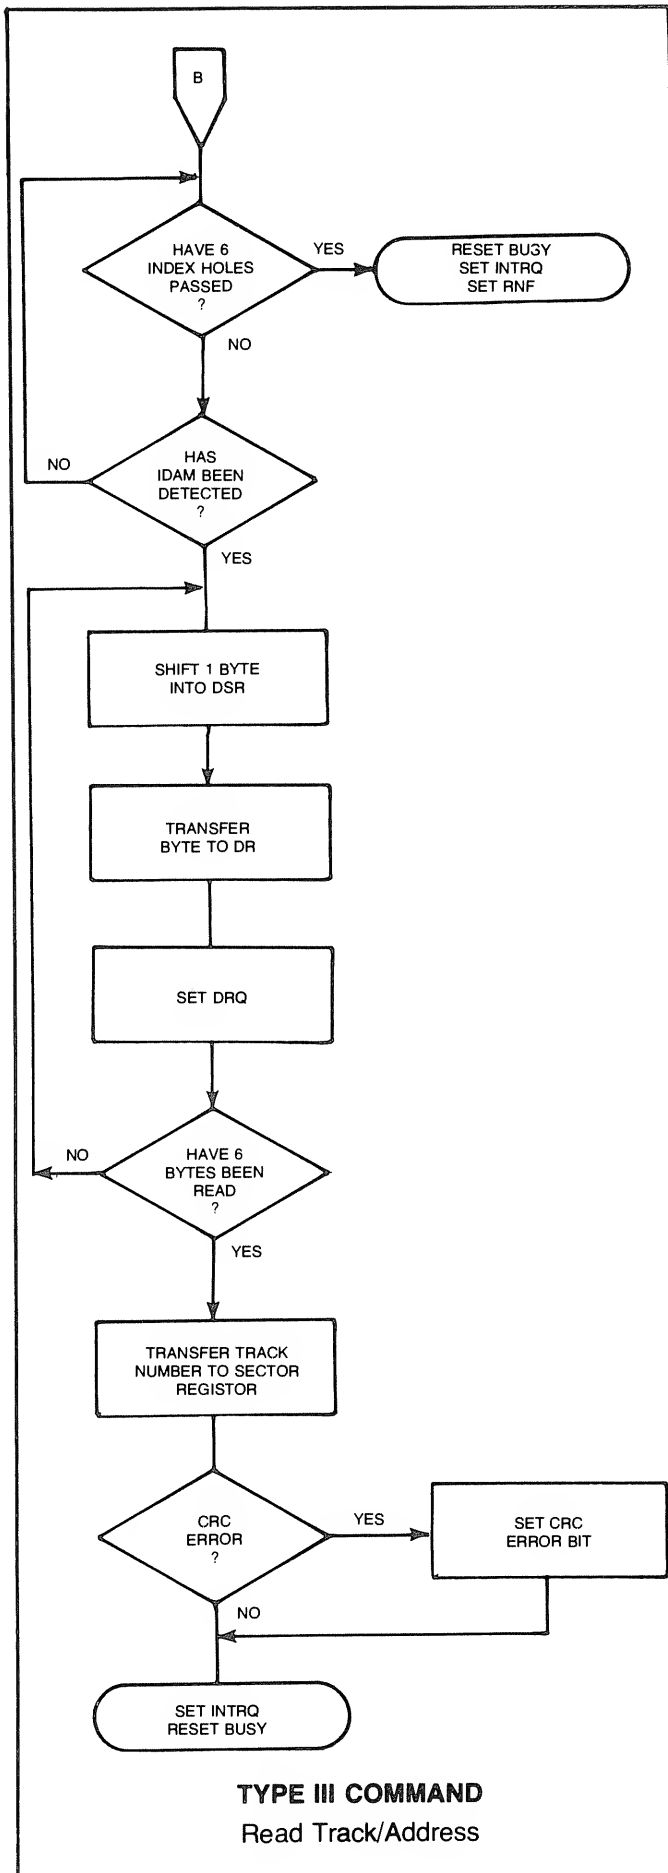 B
HAVE 6
INDEX HOLES
PASSED
?
YES
RESET BUSY
SET INTRQ
SET RNF
NO
HAS
IDAM BEEN
DETECTED
?
NO
YES
SHIFT 1 BYTE
INTO DSR
TRANSFER
BYTE TO DR
SET DRQ
HAVE 6
BYTES BEEN
READ
?
NO
YES
TRANSFER TRACK
NUMBER TO SECTOR
REGISTOR
CRC
ERROR
?
YES
SET CRC
ERROR BIT
NO
SET INTRQ
RESET BUSY
TYPE III COMMAND
Read Track/Address